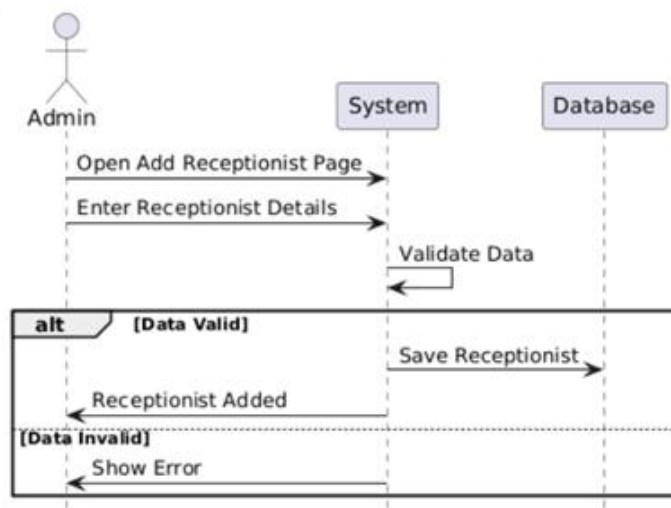 Admin
System
Database
Open Add Receptionist Page
Enter Receptionist Details
Validate Data
alt [Data Valid]
Save Receptionist
Receptionist Added
[Data Invalid]
Show Error